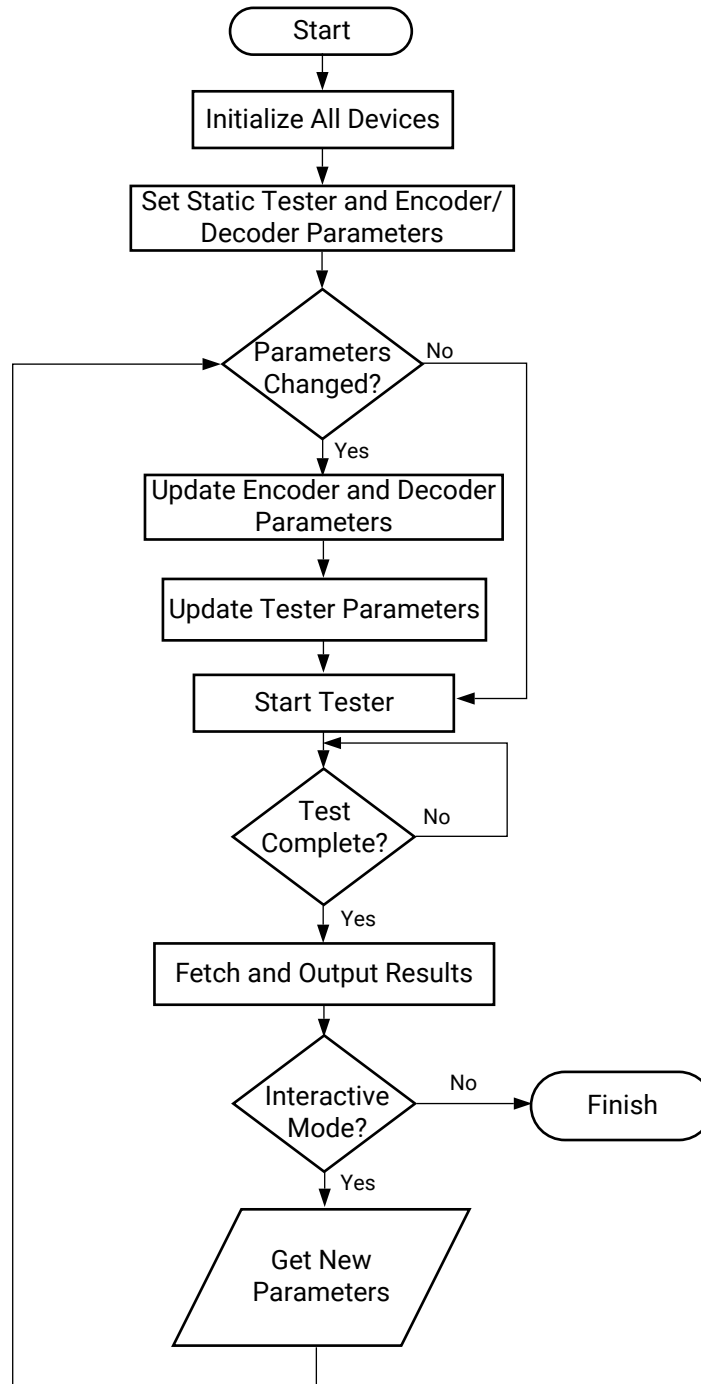 Start
Initialize All Devices
Set Static Tester and Encoder/
Decoder Parameters
Parameters
Changed?
No
Yes
Update Encoder and Decoder
Parameters
Update Tester Parameters
Start Tester
Test
Complete?
No
Yes
Fetch and Output Results
Interactive
Mode?
No
Finish
Yes
Get New
Parameters